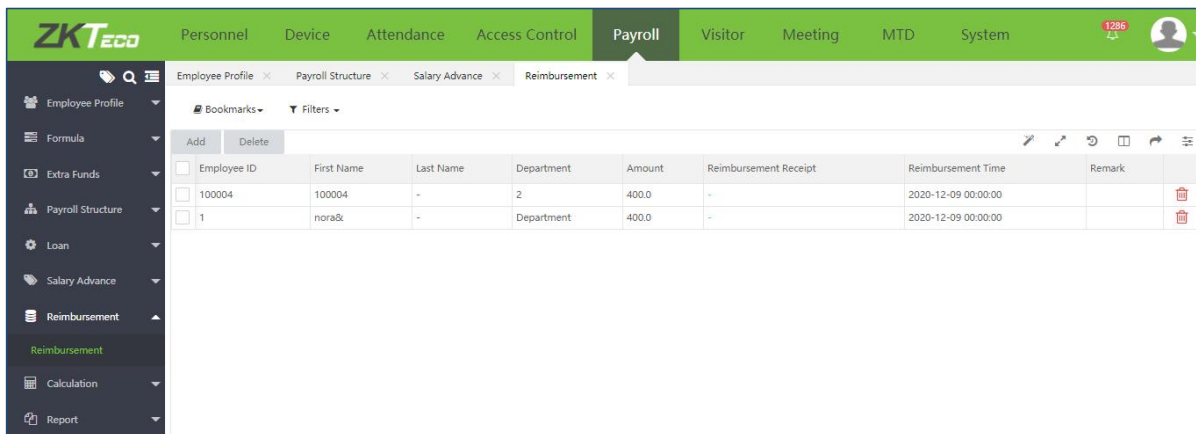 ZKTeco Personnel Device Attendance Access Control Payroll Visitor Meeting MTD System 1286
Employee Profile Payroll Structure Salary Advance Reimbursement
Employee Profile
Formula
Extra Funds
Payroll Structure
Loan
Salary Advance
Reimbursement
Reimbursement
Calculation
Report
Bookmarks Filters
Add Delete
Employee ID First Name Last Name Department Amount Reimbursement Receipt Reimbursement Time Remark
100004 100004 - 2 400.0 - 2020-12-09 00:00:00
1 nora& - Department 400.0 - 2020-12-09 00:00:00